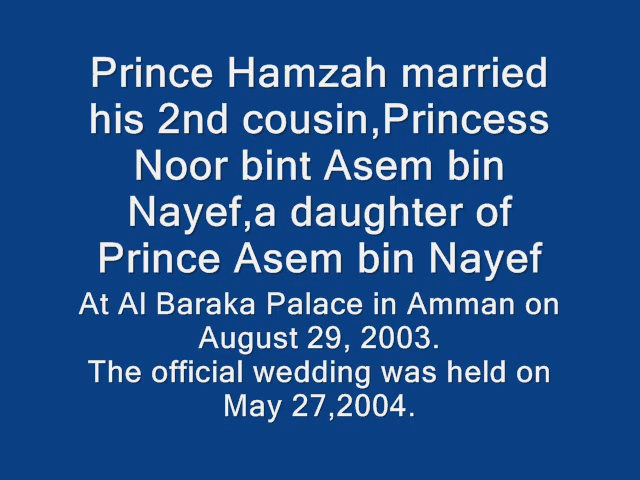 Prince Hamzah married
his 2nd cousin,Princess
Noor bint Asem bin
Nayef,a daughter of
Prince Asem bin Nayef
At Al Baraka Palace in Amman on
August 29, 2003.
The official wedding was held on
May 27,2004.